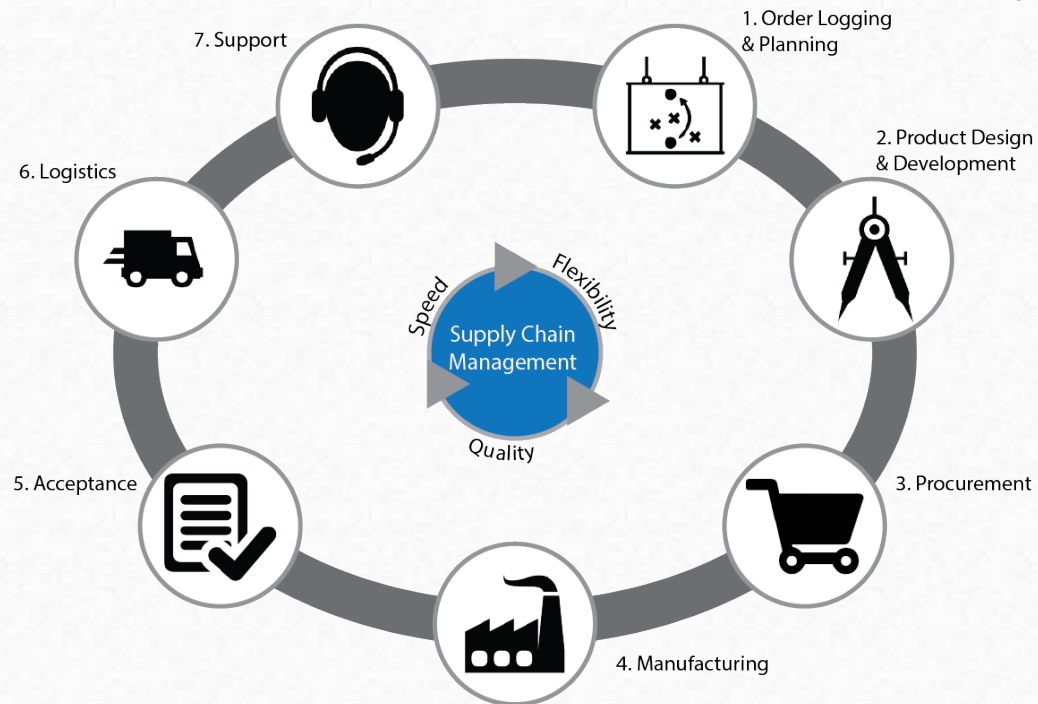 1. Order Logging
& Planning
2. Product Design
& Development
3. Procurement
4. Manufacturing
5. Acceptance
6. Logistics
7. Support
Speed
Flexibility
Quality
Supply Chain
Management